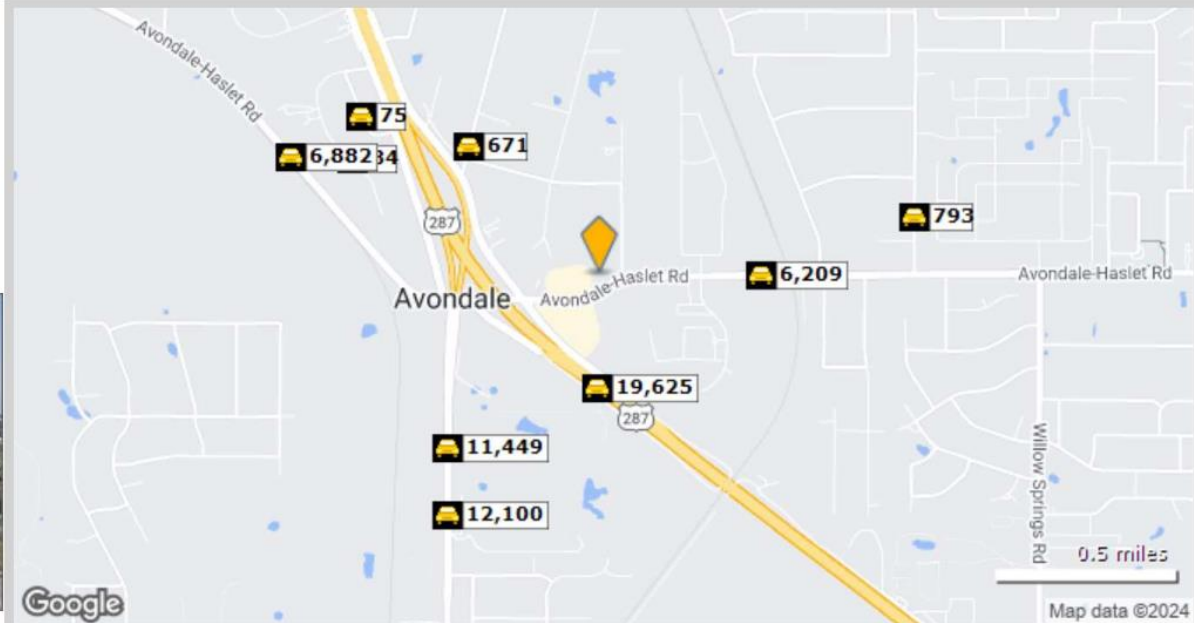 Avondale-Haslet Rd
75
671
6,882
34
287
793
Avondale-Haslet Rd
6,209
Avondale-Haslet Rd
Avondale
19,625
287
11,449
12,100
Willow Springs Rd
0.5 miles
Google
Map data ©2024